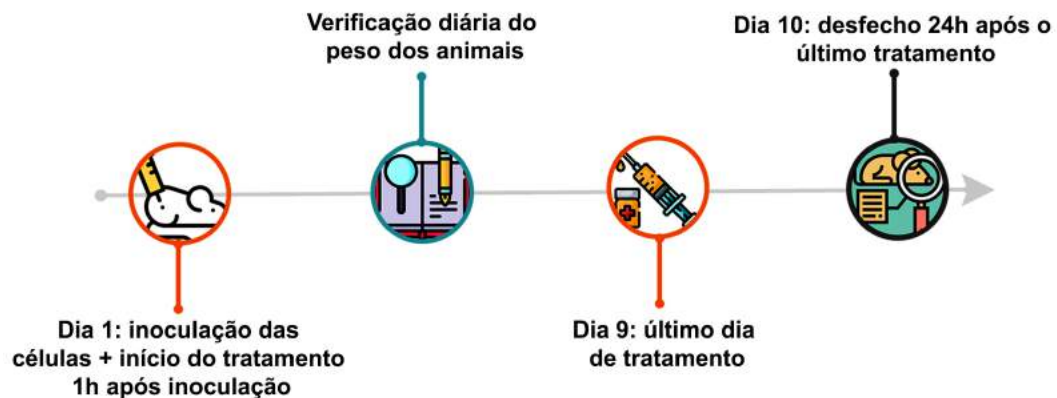 Verificação diária do
peso dos animais
Dia 10: desfecho 24h após o
último tratamento
Dia 1: inoculação das
células + início do tratamento
1h após inoculação
Dia 9: último dia
de tratamento